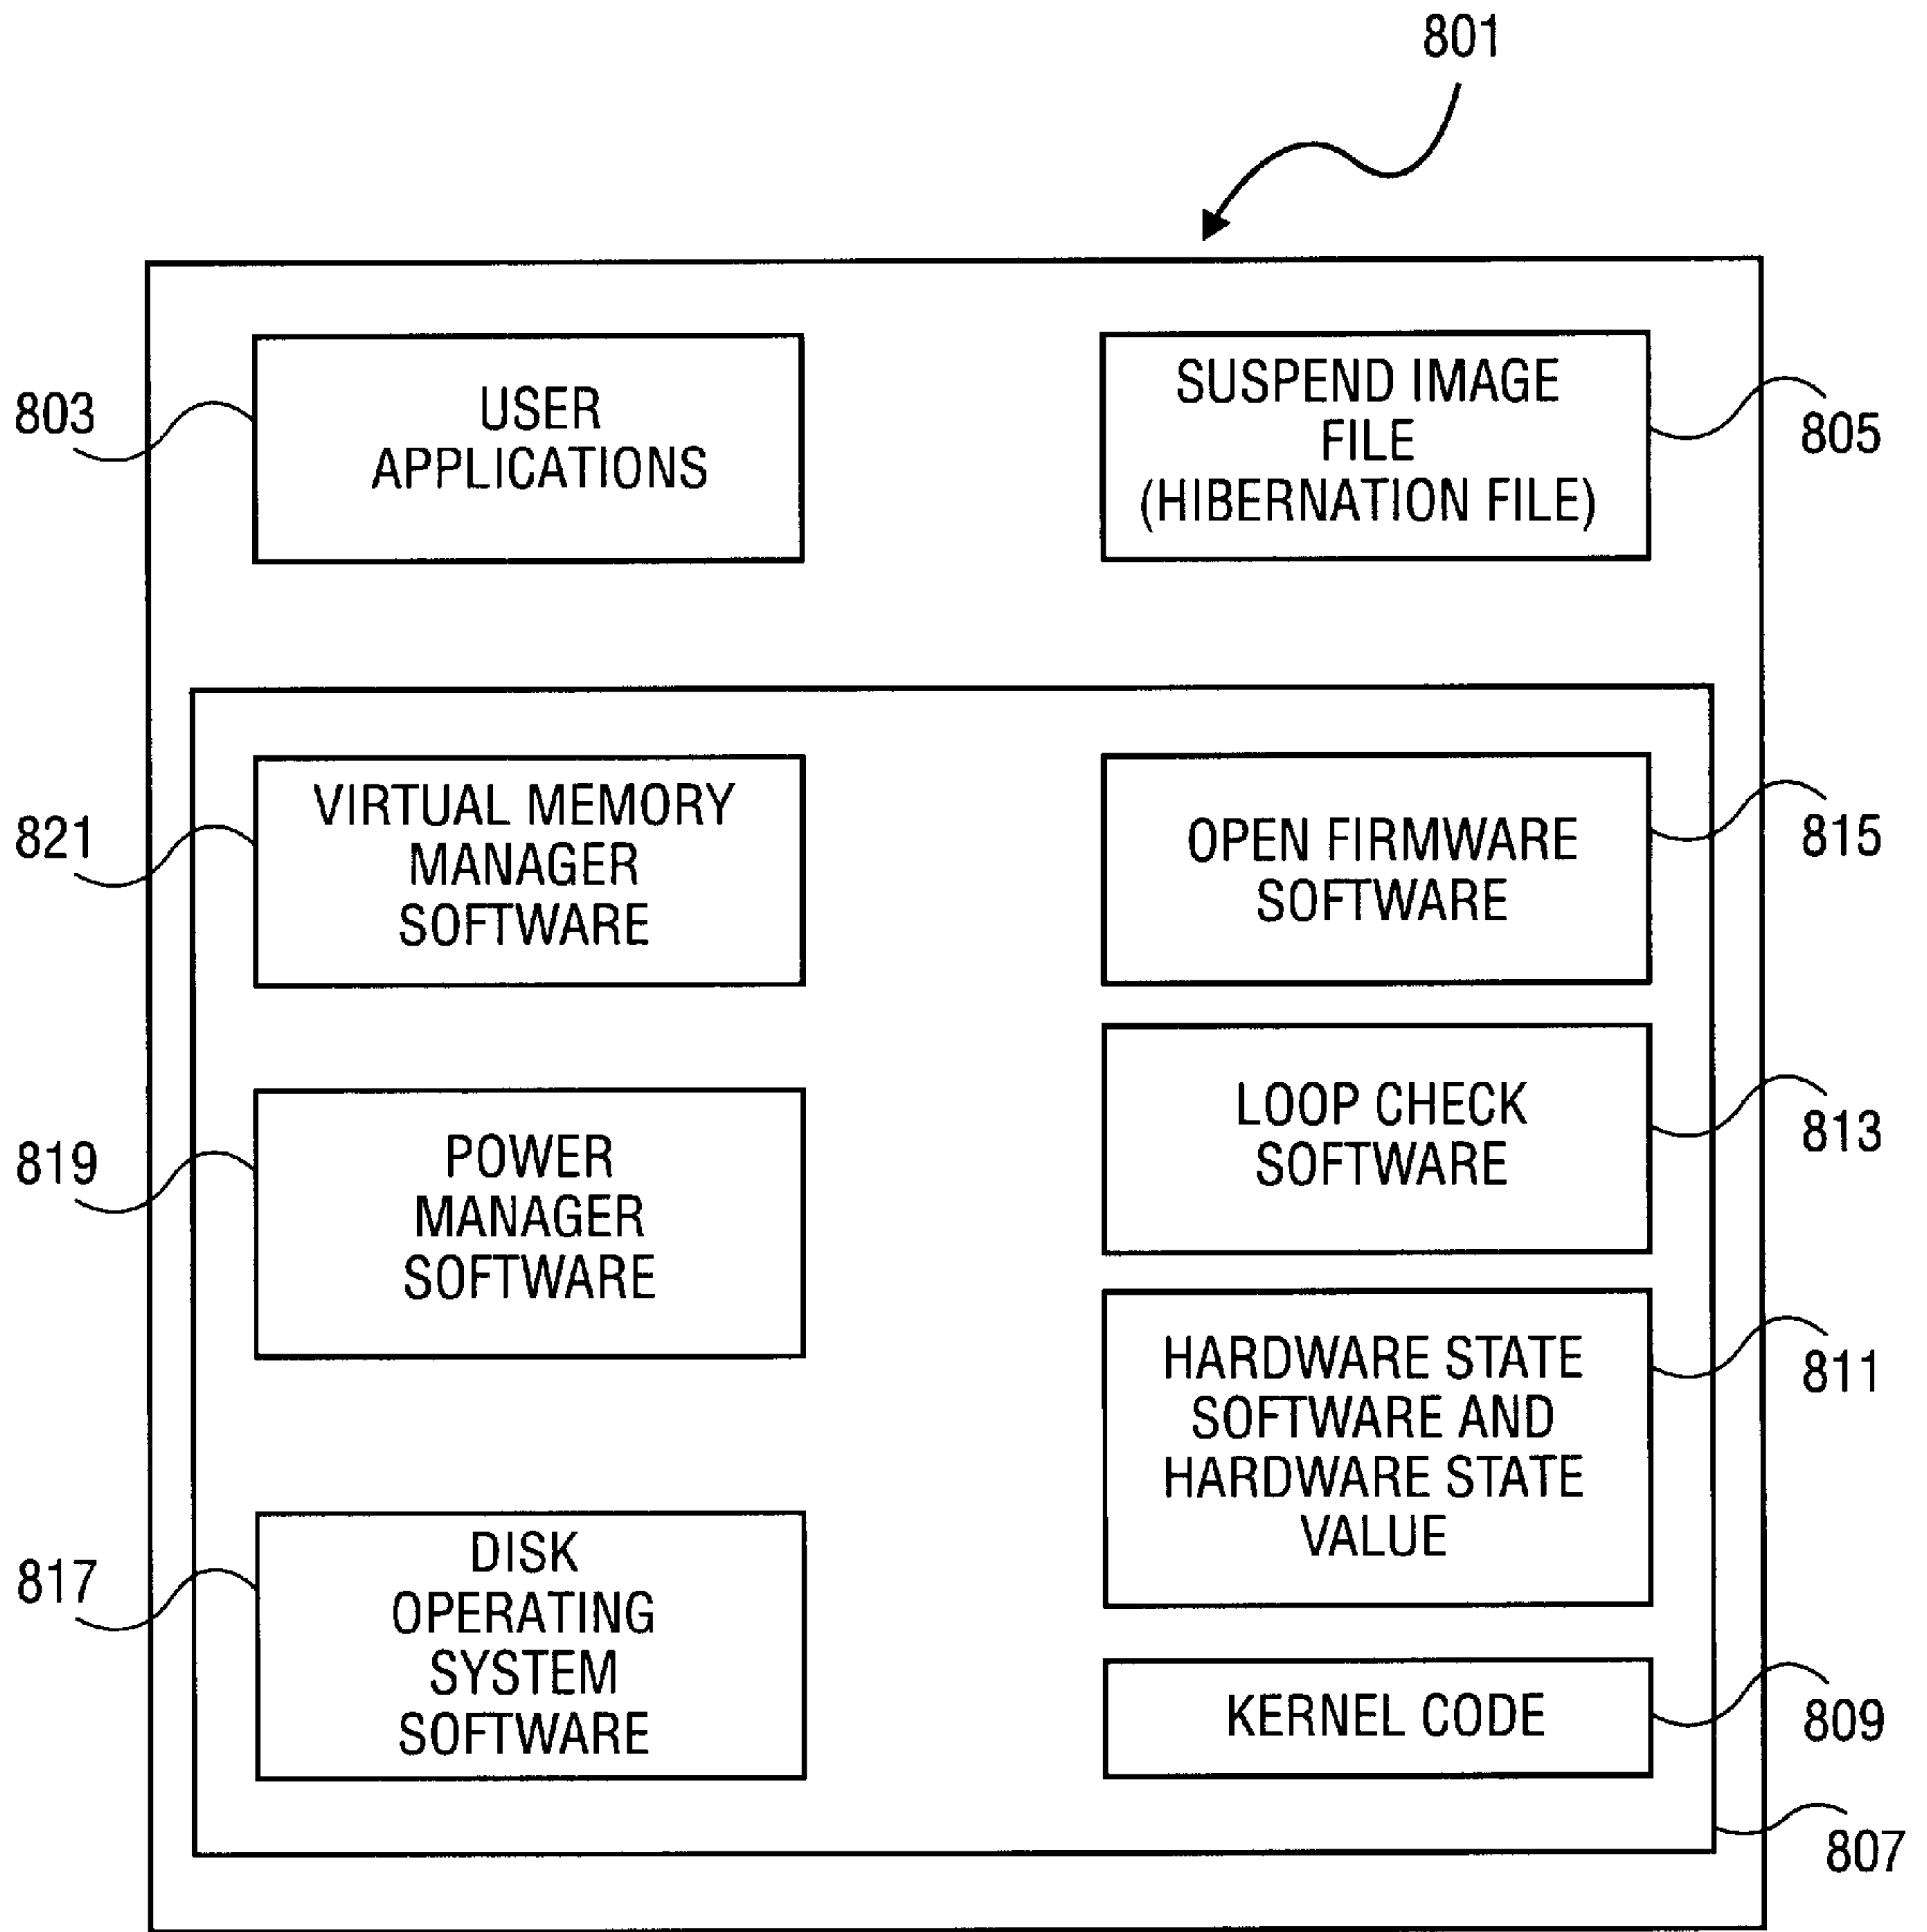 801
803
USER
APPLICATIONS
SUSPEND IMAGE
FILE
(HIBERNATION FILE)
805
821
VIRTUAL MEMORY
MANAGER
SOFTWARE
OPEN FIRMWARE
SOFTWARE
815
LOOP CHECK
SOFTWARE
813
819
POWER
MANAGER
SOFTWARE
HARDWARE STATE
SOFTWARE AND
HARDWARE STATE
VALUE
811
817
DISK
OPERATING
SYSTEM
SOFTWARE
KERNEL CODE
809
807